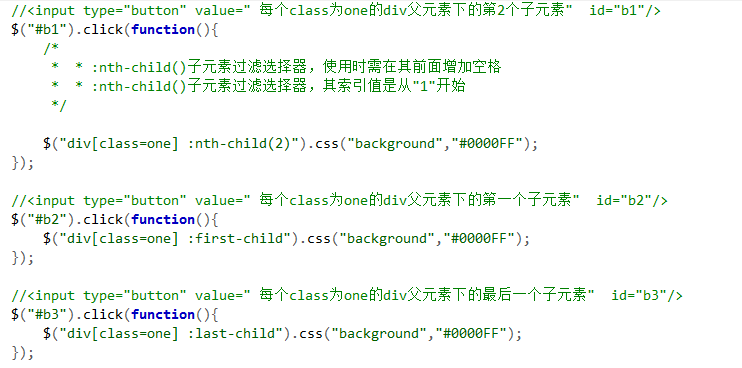 //<input type="button" value=" 每个class为one的div父元素下的第2个子元素"  id="b1"/>
$("#b1").click(function(){
    /*
     *  * :nth-child()子元素过滤选择器，使用时需在其前面增加空格
     *  * :nth-child()子元素过滤选择器，其索引值是从"1"开始
     */
    $("div[class=one] :nth-child(2)").css("background","#0000FF");
});
//<input type="button" value=" 每个class为one的div父元素下的第一个子元素"  id="b2"/>
$("#b2").click(function(){
    $("div[class=one] :first-child").css("background","#0000FF");
});
//<input type="button" value=" 每个class为one的div父元素下的最后一个子元素"  id="b3"/>
$("#b3").click(function(){
    $("div[class=one] :last-child").css("background","#0000FF");
});